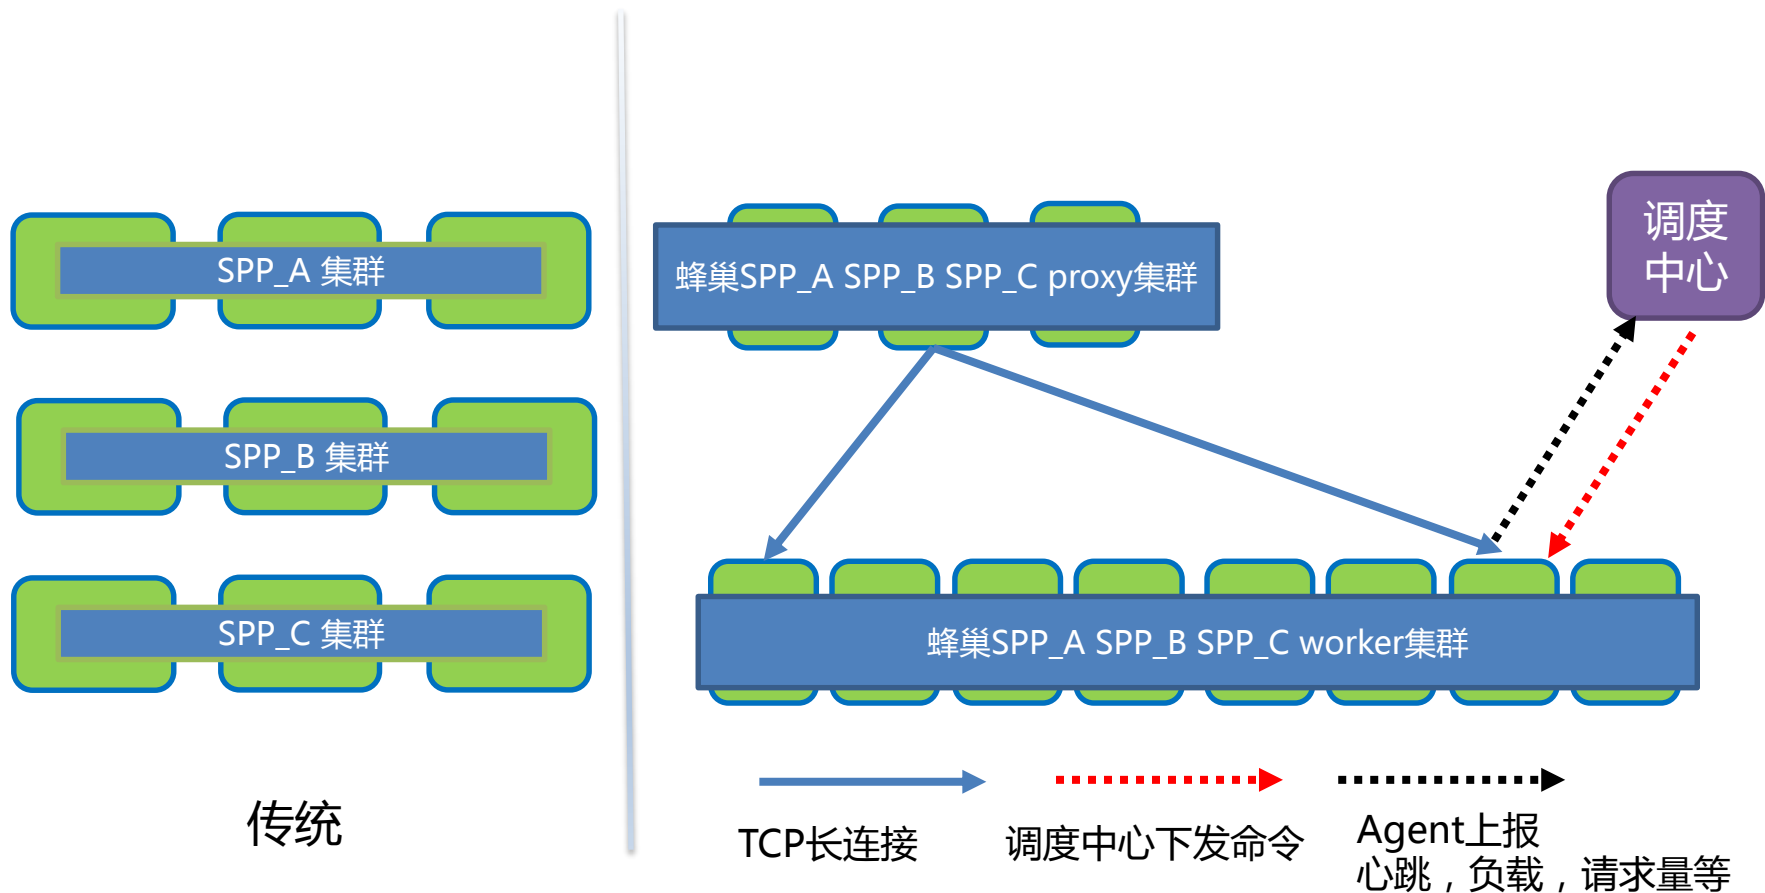 SPP_A 集群
SPP_B 集群
SPP_C 集群
传统
蜂巢SPP_A SPP_B SPP_C proxy集群
调度
中心
蜂巢SPP_A SPP_B SPP_C worker集群
TCP长连接
调度中心下发命令
Agent上报
心跳，负载，请求量等